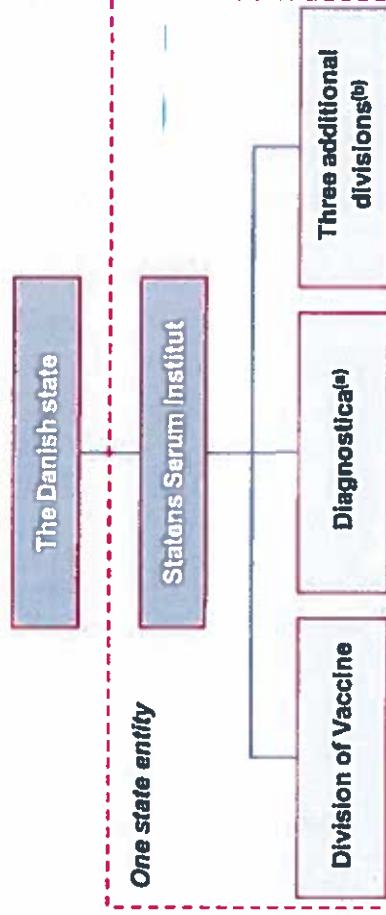 The Danish state
One state entity
Statens Serum Institut
Division of Vaccine
Diagnostica(a)
Three additional
divisions(b)